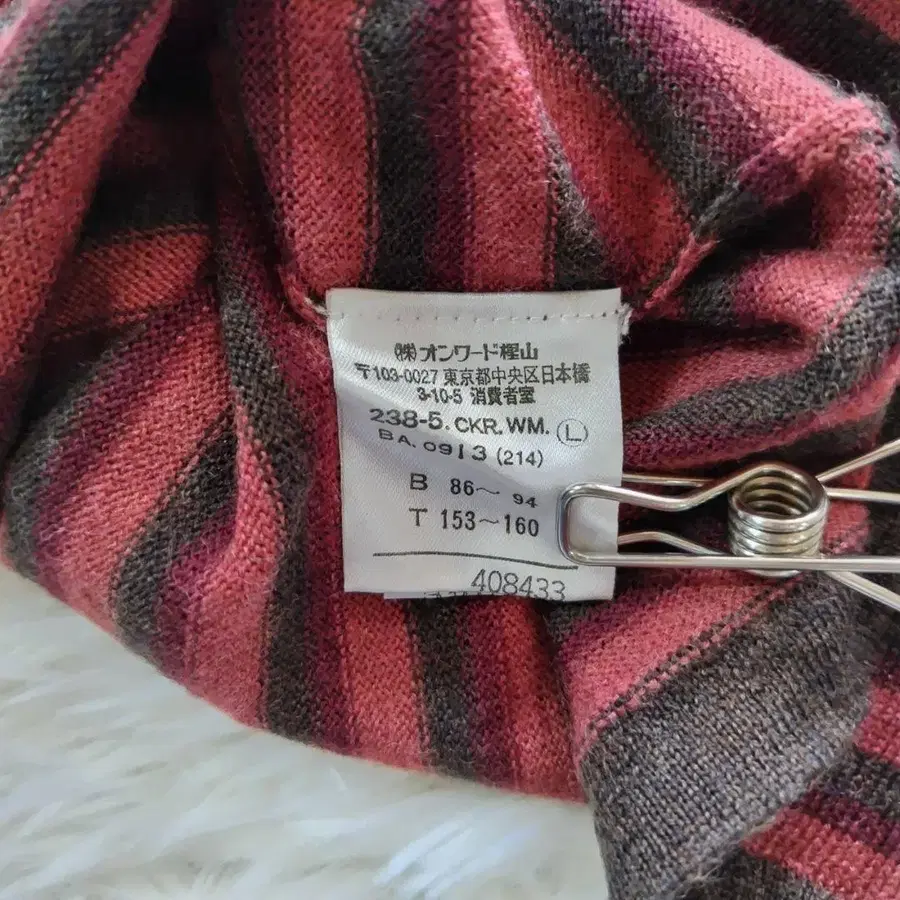 ㈱オンワード樫山
〒103-0027 東京都中央区日本橋
3-10-5 消費者室
238-5.CKR.WM. Ⓛ
BA.0913 (214)
B 86～94
T 153～160
408433